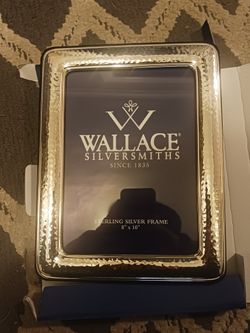 WALLACE®
SILVERSMITHS
SINCE 1835
STERLING SILVER FRAME
8" x 10"